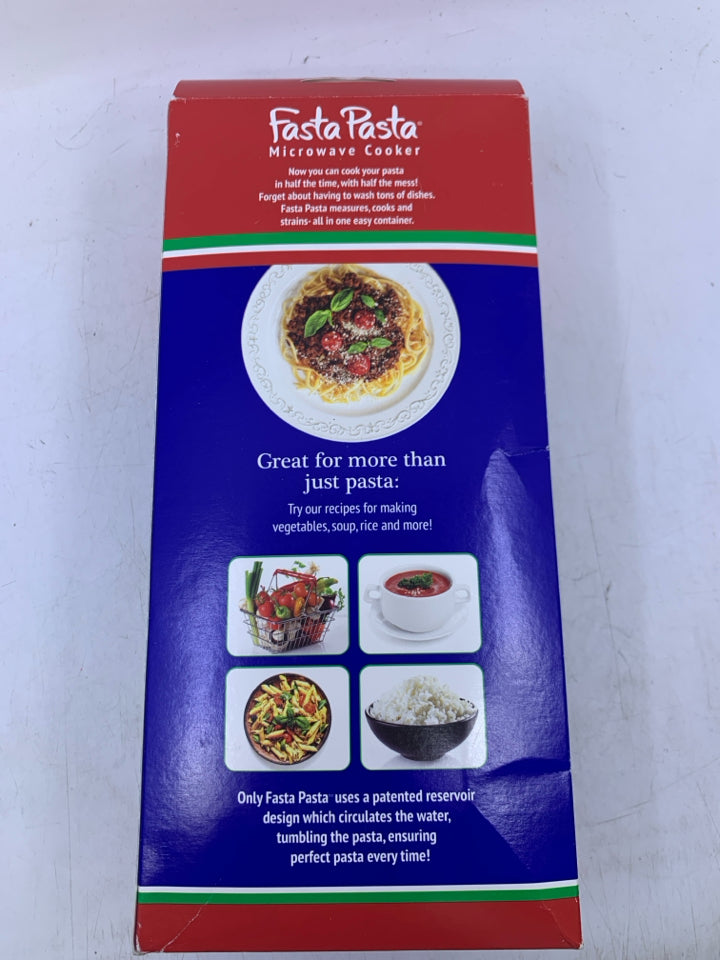 Fasta Pasta®
Microwave Cooker
Now you can cook your pasta
in half the time, with half the mess!
Forget about having to wash tons of dishes.
Fasta Pasta measures, cooks and
strains- all in one easy container.
Great for more than
just pasta:
Try our recipes for making
vegetables, soup, rice and more!
Only Fasta Pasta uses a patented reservoir
design which circulates the water,
tumbling the pasta, ensuring
perfect pasta every time!